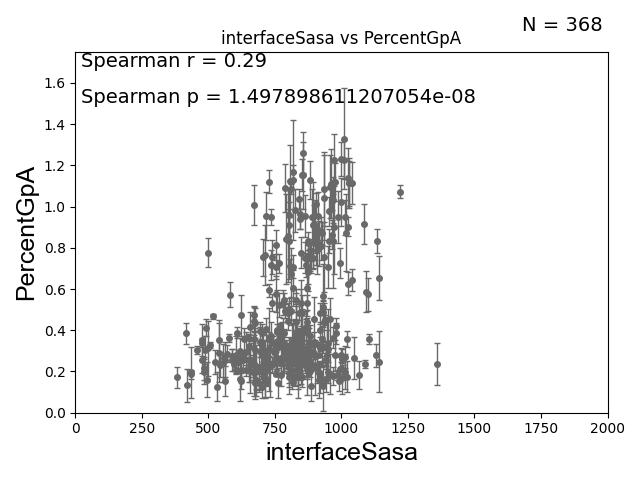 N = 368
interfaceSasa vs PercentGpA
Spearman r = 0.29
Spearman p = 1.497898611207054e-08
PercentGpA
1.6
1.4
1.2
1.0
0.8
0.6
0.4
0.2
0.0
0 250 500 750 1000 1250 1500 1750 2000
interfaceSasa